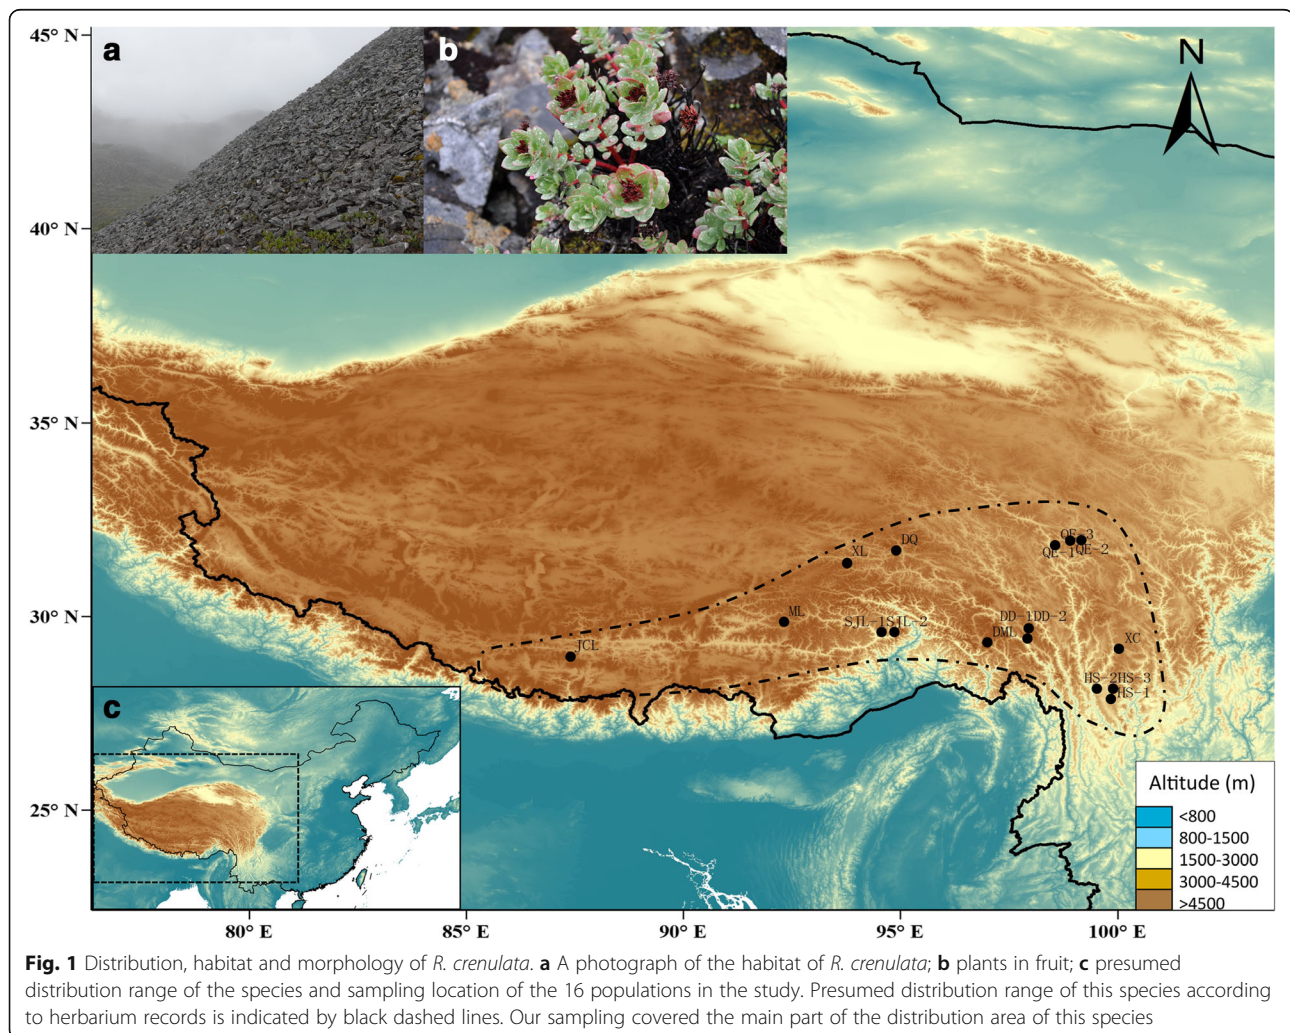 a
b
N
45° N
40° N
35° N
30° N
25° N
QE-3
QE-1
QE-2
DQ
XL
ML
SJL-1
SJL-2
DD-1
DD-2
DML
XC
JCL
HS-2
HS-3
HS-1
c
Altitude (m)
<800
800-1500
1500-3000
3000-4500
>4500
80° E
85° E
90° E
95° E
100° E
Fig. 1 Distribution, habitat and morphology of R. crenulata. a A photograph of the habitat of R. crenulata; b plants in fruit; c presumed
distribution range of the species and sampling location of the 16 populations in the study. Presumed distribution range of this species according
to herbarium records is indicated by black dashed lines. Our sampling covered the main part of the distribution area of this species